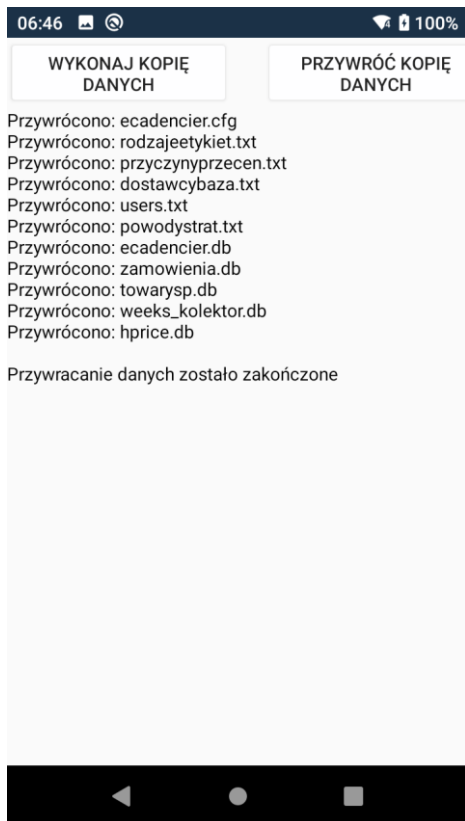 06:46 100%
WYKONAJ KOPIĘ
DANYCH
PRZYWRÓĆ KOPIĘ
DANYCH
Przywrócono: ecadencier.cfg
Przywrócono: rodzajeetykiet.txt
Przywrócono: przyczynyprzecen.txt
Przywrócono: dostawcybaza.txt
Przywrócono: users.txt
Przywrócono: powodystrat.txt
Przywrócono: ecadencier.db
Przywrócono: zamowienia.db
Przywrócono: towarysp.db
Przywrócono: weeks_kolektor.db
Przywrócono: hprice.db
Przywracanie danych zostało zakończone